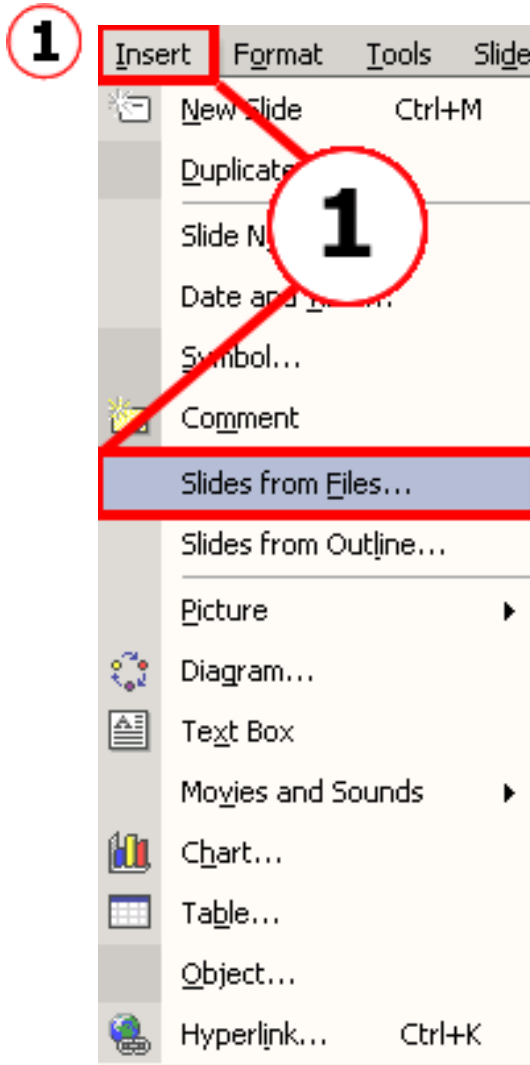 1
Insert Format Tools Slide
New Slide Ctrl+M
1
Slide
Date and
Symbol...
Comment
Slides from Files...
Slides from Outline...
Picture
Diagram...
Text Box
Movies and Sounds
Chart...
Table...
Object...
Hyperlink... Ctrl+K